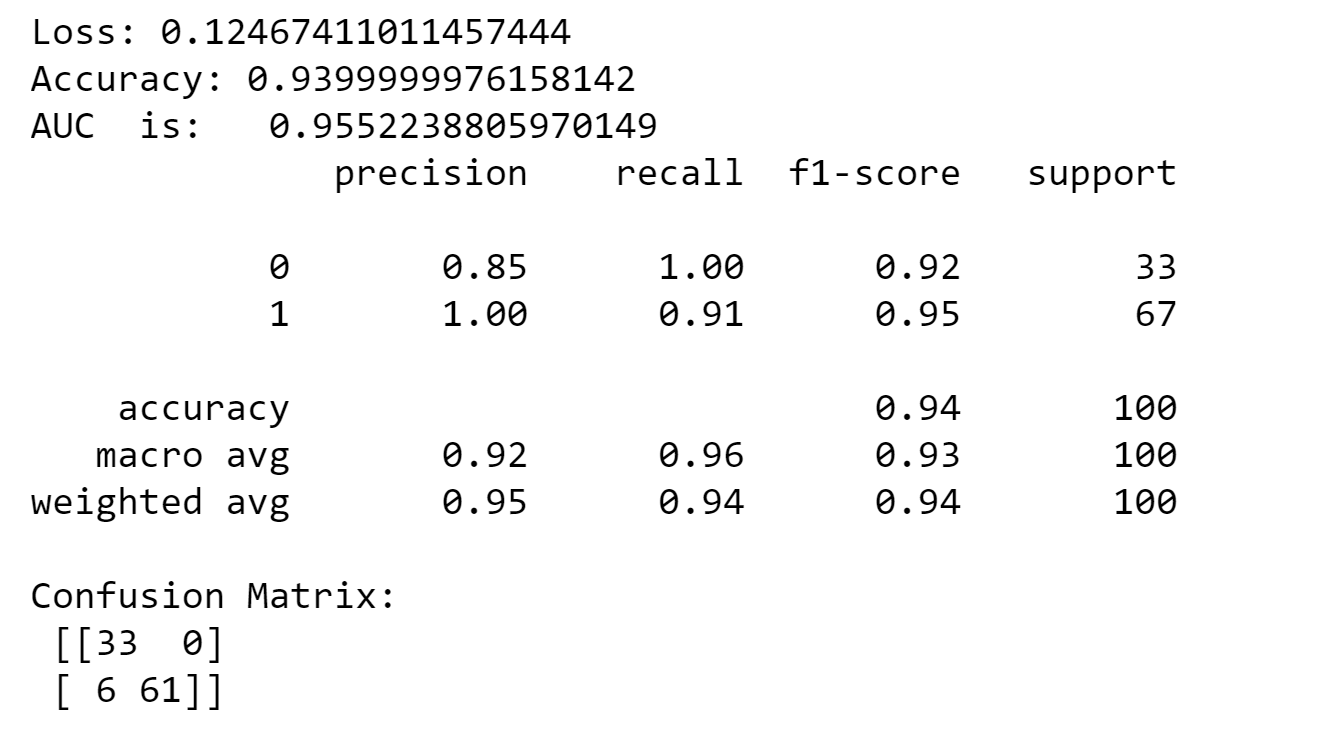 Loss: 0.12467411011457444
Accuracy: 0.9399999976158142
AUC  is:   0.9552238805970149
              precision    recall  f1-score   support

           0       0.85      1.00      0.92        33
           1       1.00      0.91      0.95        67

    accuracy                           0.94       100
   macro avg       0.92      0.96      0.93       100
weighted avg       0.95      0.94      0.94       100

Confusion Matrix:
 [[33  0]
 [ 6 61]]